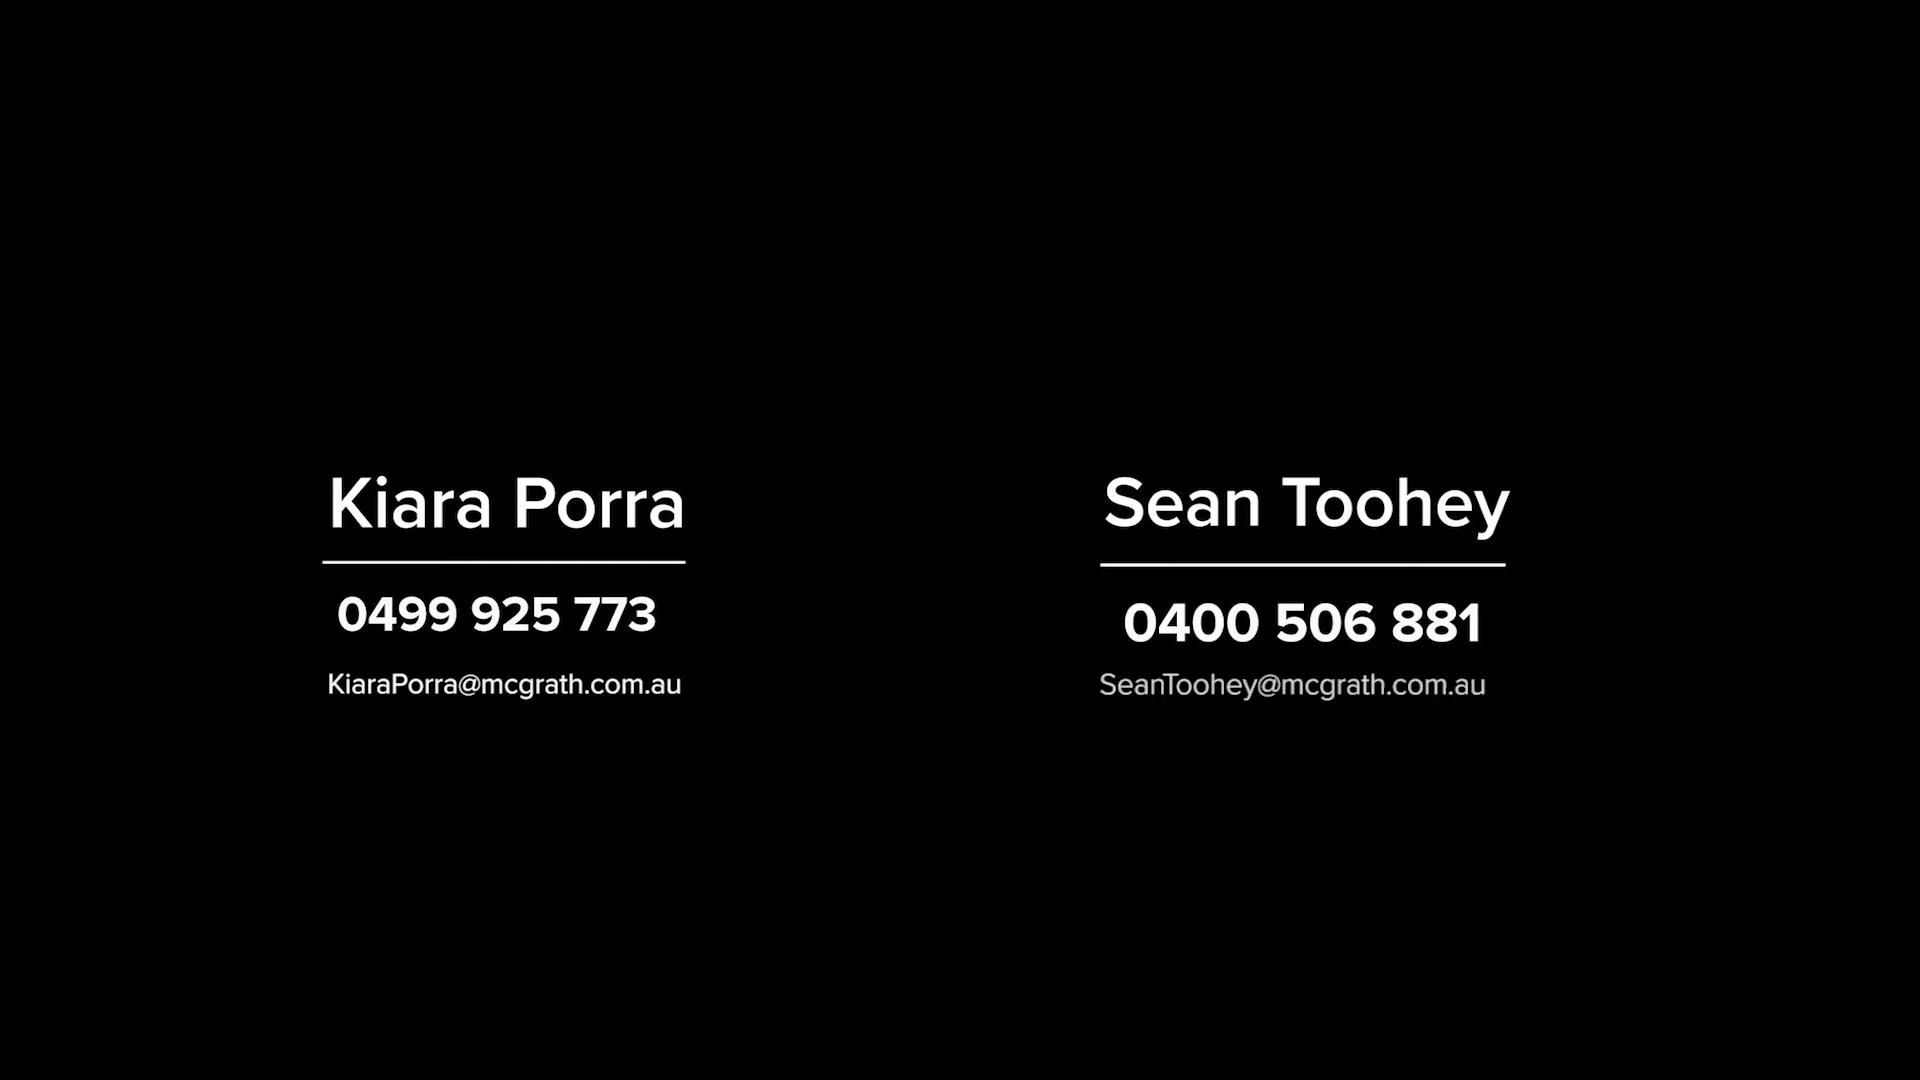 Kiara Porra
0499 925 773
KiaraPorra@mcgrath.com.au
Sean Toohey
0400 506 881
SeanToohey@mcgrath.com.au